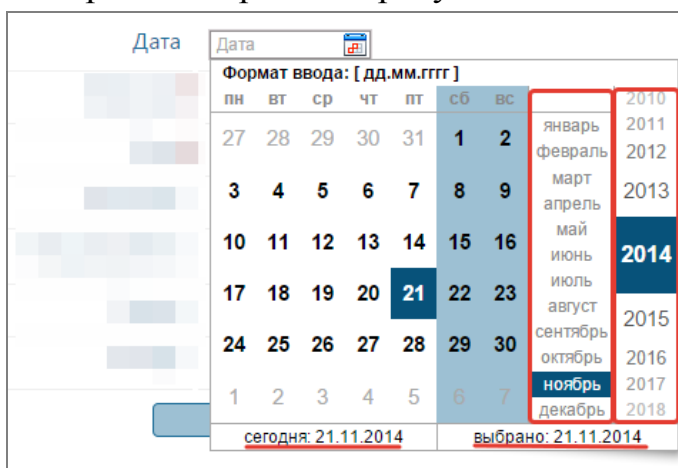 Дата Дата
Формат ввода: [ дд.мм.гггг ]
пн вт ср чт пт сб вс
27 28 29 30 31 1 2
3 4 5 6 7 8 9
10 11 12 13 14 15 16
17 18 19 20 21 22 23
24 25 26 27 28 29 30
1 2 3 4 5 6 7
январь
февраль
март
апрель
май
июнь
июль
август
сентябрь
октябрь
ноябрь
декабрь
2010
2011
2012
2013
2014
2015
2016
2017
2018
сегодня: 21.11.2014 выбрано: 21.11.2014